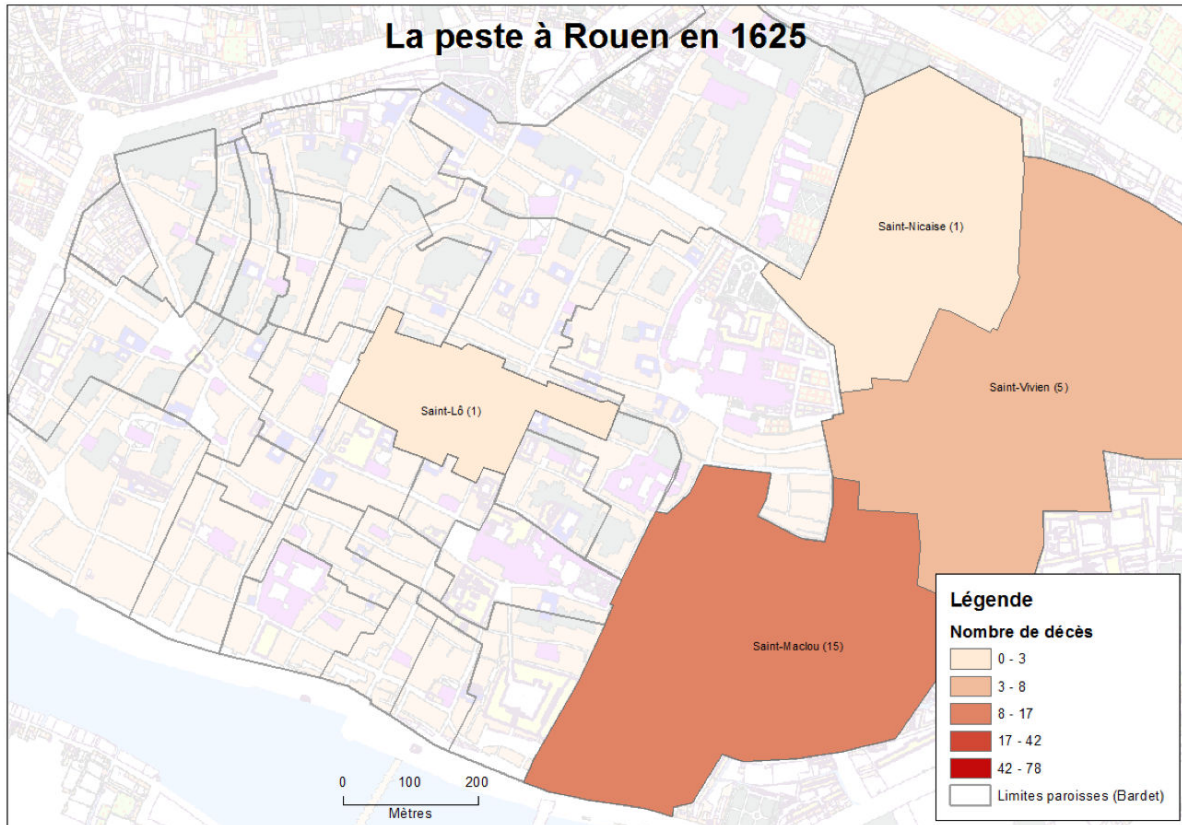 La peste à Rouen en 1625
Saint-Nicaise (1)
Saint-Vivien (5)
Saint-Lô (1)
Saint-Maclou (15)
Légende
Nombre de décès
0 - 3
3 - 8
8 - 17
17 - 42
42 - 78
Limites paroisses (Bardet)
0 100 200
Mètres